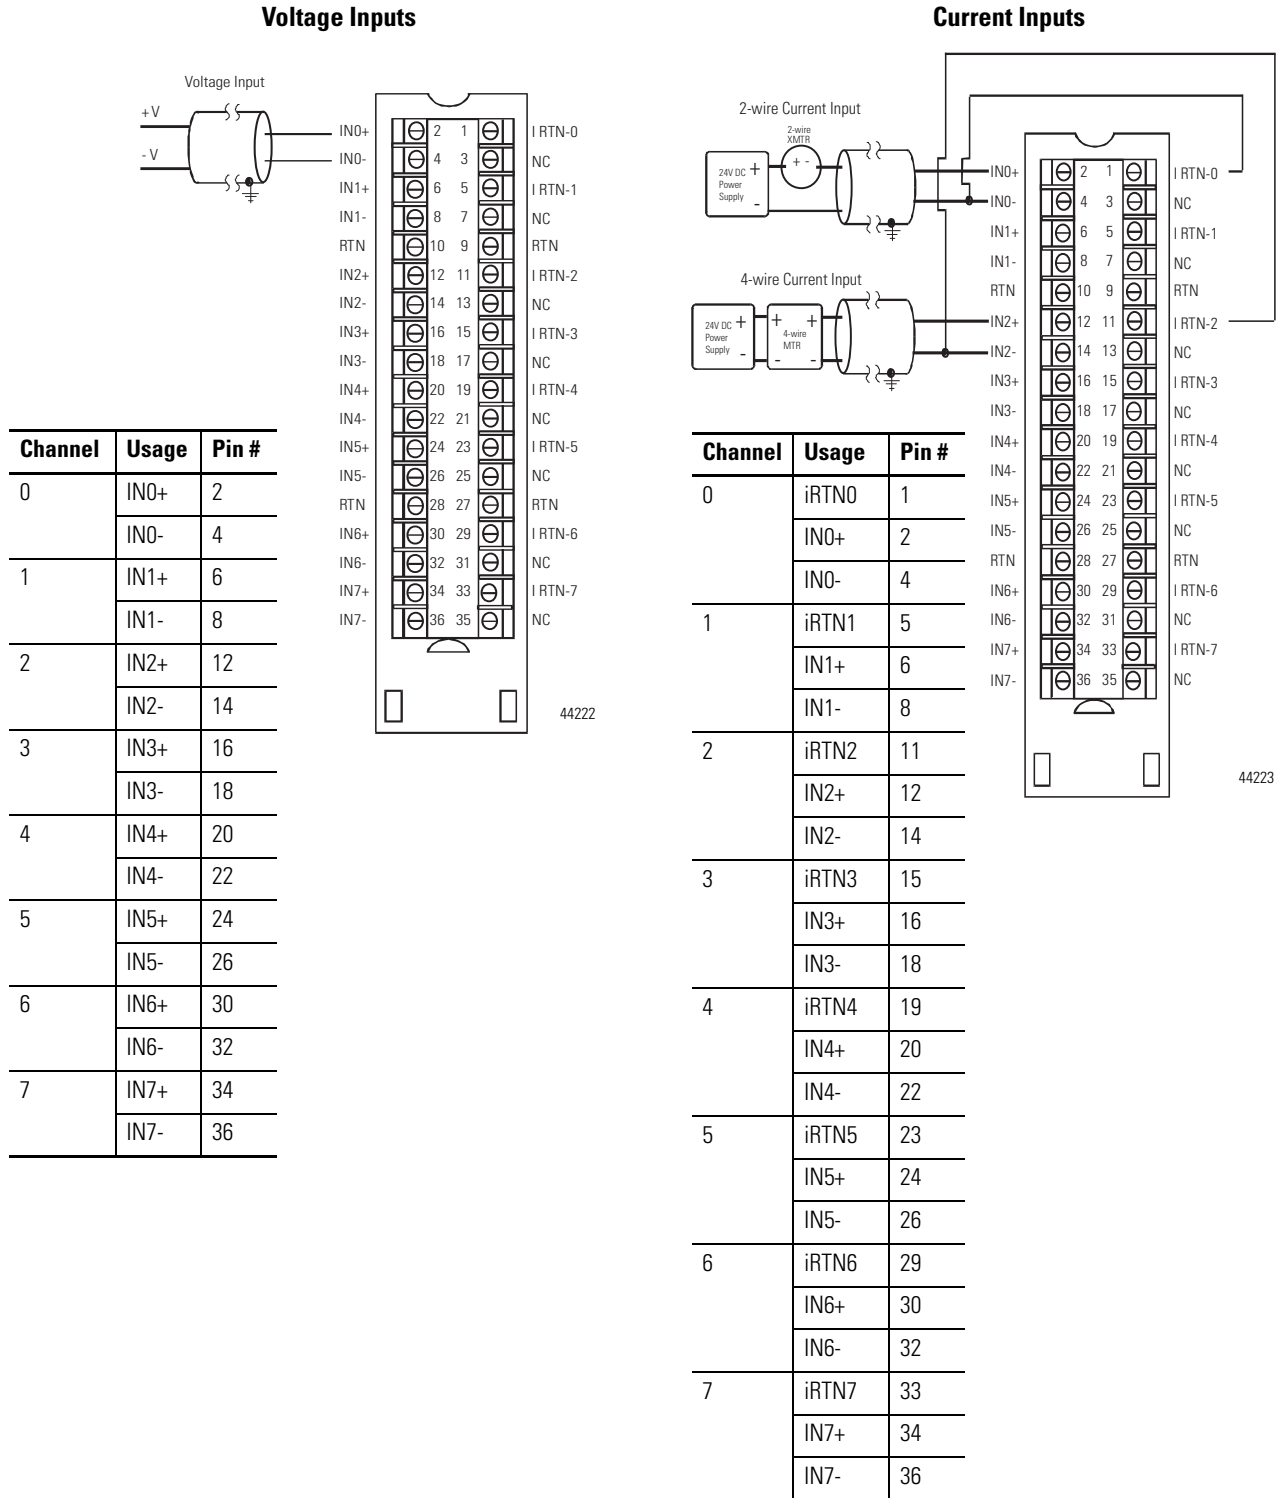 Voltage Inputs
Voltage Input
+V
- V
IN0+ 2 1 I RTN-0
IN0- 4 3 NC
IN1+ 6 5 I RTN-1
IN1- 8 7 NC
RTN 10 9 RTN
IN2+ 12 11 I RTN-2
IN2- 14 13 NC
IN3+ 16 15 I RTN-3
IN3- 18 17 NC
IN4+ 20 19 I RTN-4
IN4- 22 21 NC
IN5+ 24 23 I RTN-5
IN5- 26 25 NC
RTN 28 27 RTN
IN6+ 30 29 I RTN-6
IN6- 32 31 NC
IN7+ 34 33 I RTN-7
IN7- 36 35 NC
44222
Channel Usage Pin #
0 IN0+ 2
IN0- 4
1 IN1+ 6
IN1- 8
2 IN2+ 12
IN2- 14
3 IN3+ 16
IN3- 18
4 IN4+ 20
IN4- 22
5 IN5+ 24
IN5- 26
6 IN6+ 30
IN6- 32
7 IN7+ 34
IN7- 36
Current Inputs
2-wire Current Input
2-wire
XMTR
+ -
24V DC +
Power
Supply -
4-wire Current Input
24V DC + + +
Power 4-wire
Supply MTR
- - -
IN0+ 2 1 I RTN-0
IN0- 4 3 NC
IN1+ 6 5 I RTN-1
IN1- 8 7 NC
RTN 10 9 RTN
IN2+ 12 11 I RTN-2
IN2- 14 13 NC
IN3+ 16 15 I RTN-3
IN3- 18 17 NC
IN4+ 20 19 I RTN-4
IN4- 22 21 NC
IN5+ 24 23 I RTN-5
IN5- 26 25 NC
RTN 28 27 RTN
IN6+ 30 29 I RTN-6
IN6- 32 31 NC
IN7+ 34 33 I RTN-7
IN7- 36 35 NC
44223
Channel Usage Pin #
0 iRTN0 1
IN0+ 2
IN0- 4
1 iRTN1 5
IN1+ 6
IN1- 8
2 iRTN2 11
IN2+ 12
IN2- 14
3 iRTN3 15
IN3+ 16
IN3- 18
4 iRTN4 19
IN4+ 20
IN4- 22
5 iRTN5 23
IN5+ 24
IN5- 26
6 iRTN6 29
IN6+ 30
IN6- 32
7 iRTN7 33
IN7+ 34
IN7- 36